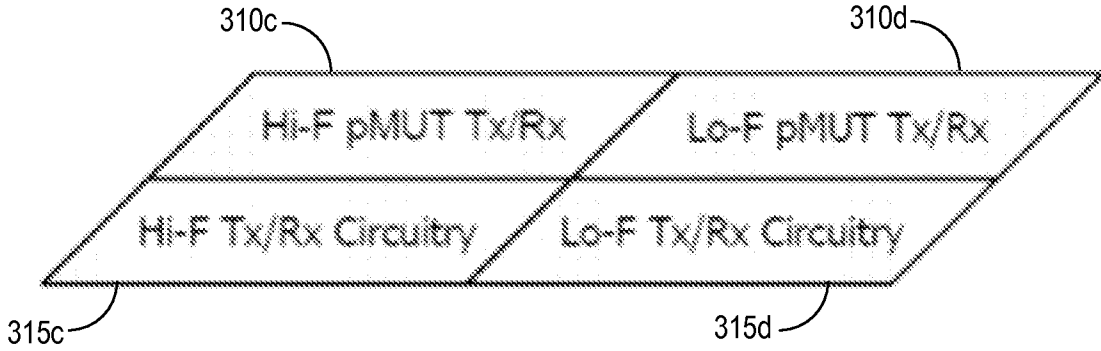 310c
310d
Hi-F pMUT Tx/Rx
Lo-F pMUT Tx/Rx
Hi-F Tx/Rx Circuitry
Lo-F Tx/Rx Circuitry
315c
315d